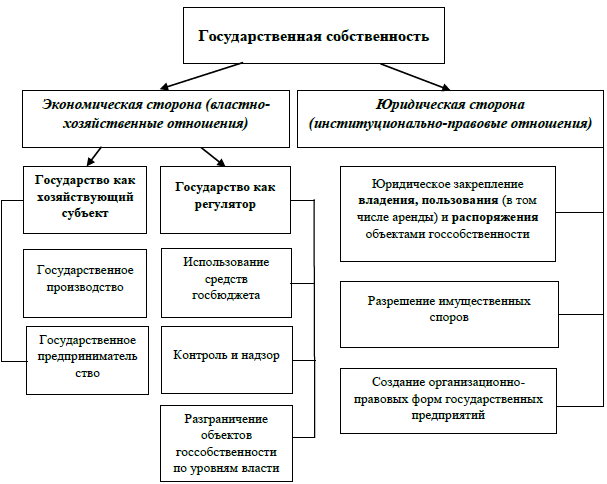 Государственная собственность
Экономическая сторона (властно-
хозяйственные отношения)
Юридическая сторона
(институционально-правовые отношения)
Государство как
хозяйствующий
субъект
Государство как
регулятор
Юридическое закрепление
владения, пользования (в том
числе аренды) и распоряжения
объектами госсобственности
Государственное
производство
Использование
средств
госбюджета
Разрешение имущественных
споров
Государственное
предприниматель
ство
Контроль и надзор
Создание организационно-
правовых форм государственных
предприятий
Разграничение
объектов
госсобственности
по уровням власти